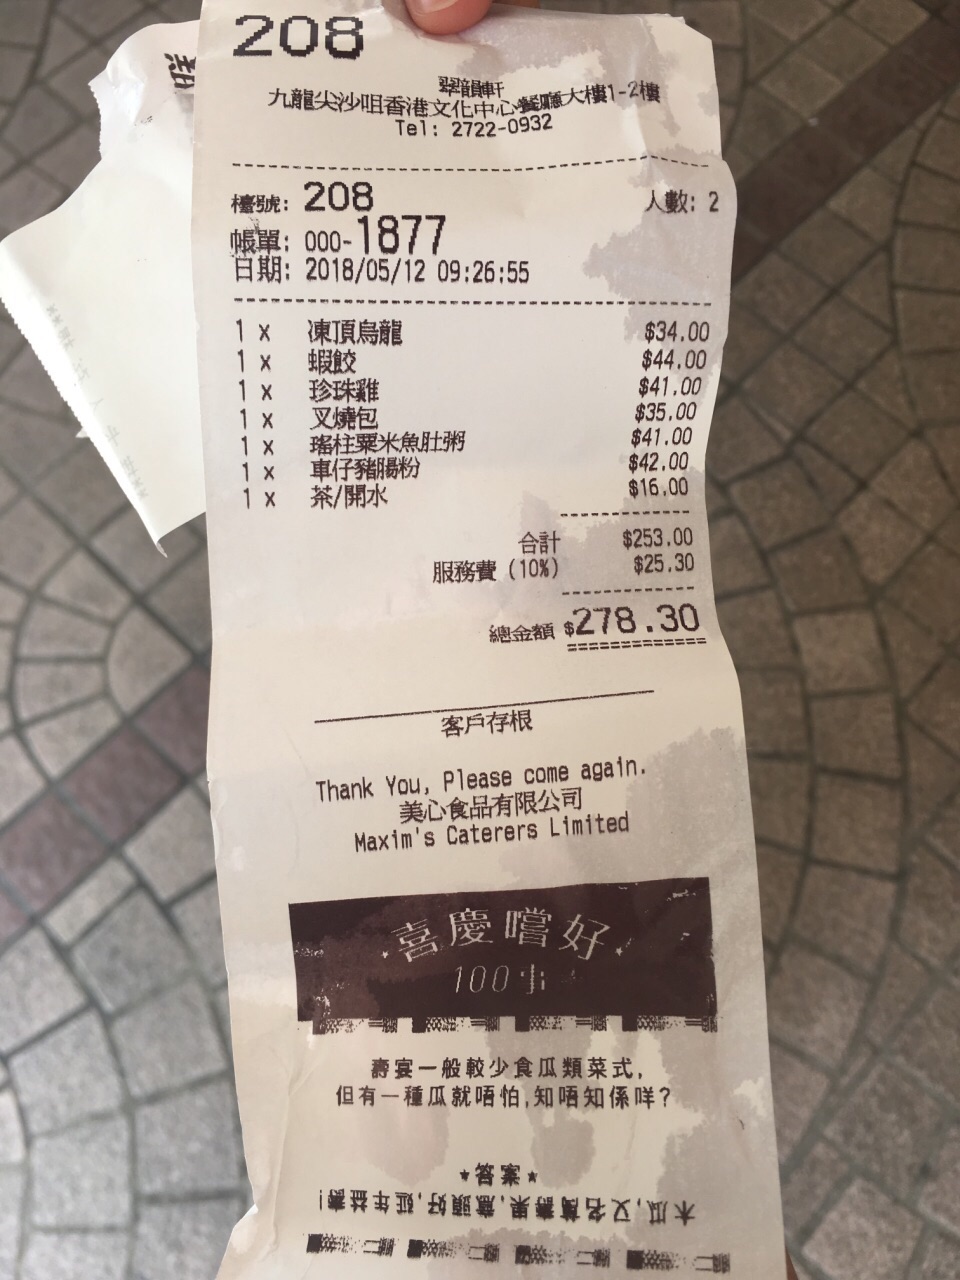 208
翠韻軒
九龍尖沙咀香港文化中心餐廳大樓1-2樓
Tel: 2722-0932
檯號: 208 人數: 2
帳單: 000-1877
日期: 2018/05/12 09:26:55
1 x 凍頂烏龍 $34.00
1 x 蝦餃 $44.00
1 x 珍珠雞 $41.00
1 x 叉燒包 $35.00
1 x 瑤柱粟米魚肚粥 $41.00
1 x 車仔豬腸粉 $42.00
1 x 茶/開水 $16.00
合計 $253.00
服務費 (10%) $25.30
總金額 $278.30
客戶存根
Thank You, Please come again.
美心食品有限公司
Maxim's Caterers Limited
喜慶嚐好
100事
壽宴一般較少食瓜類菜式,
但有一種瓜就唔怕,知唔知係咩?
*答案*
木瓜,又名萬壽果,意頭好,延年益壽!